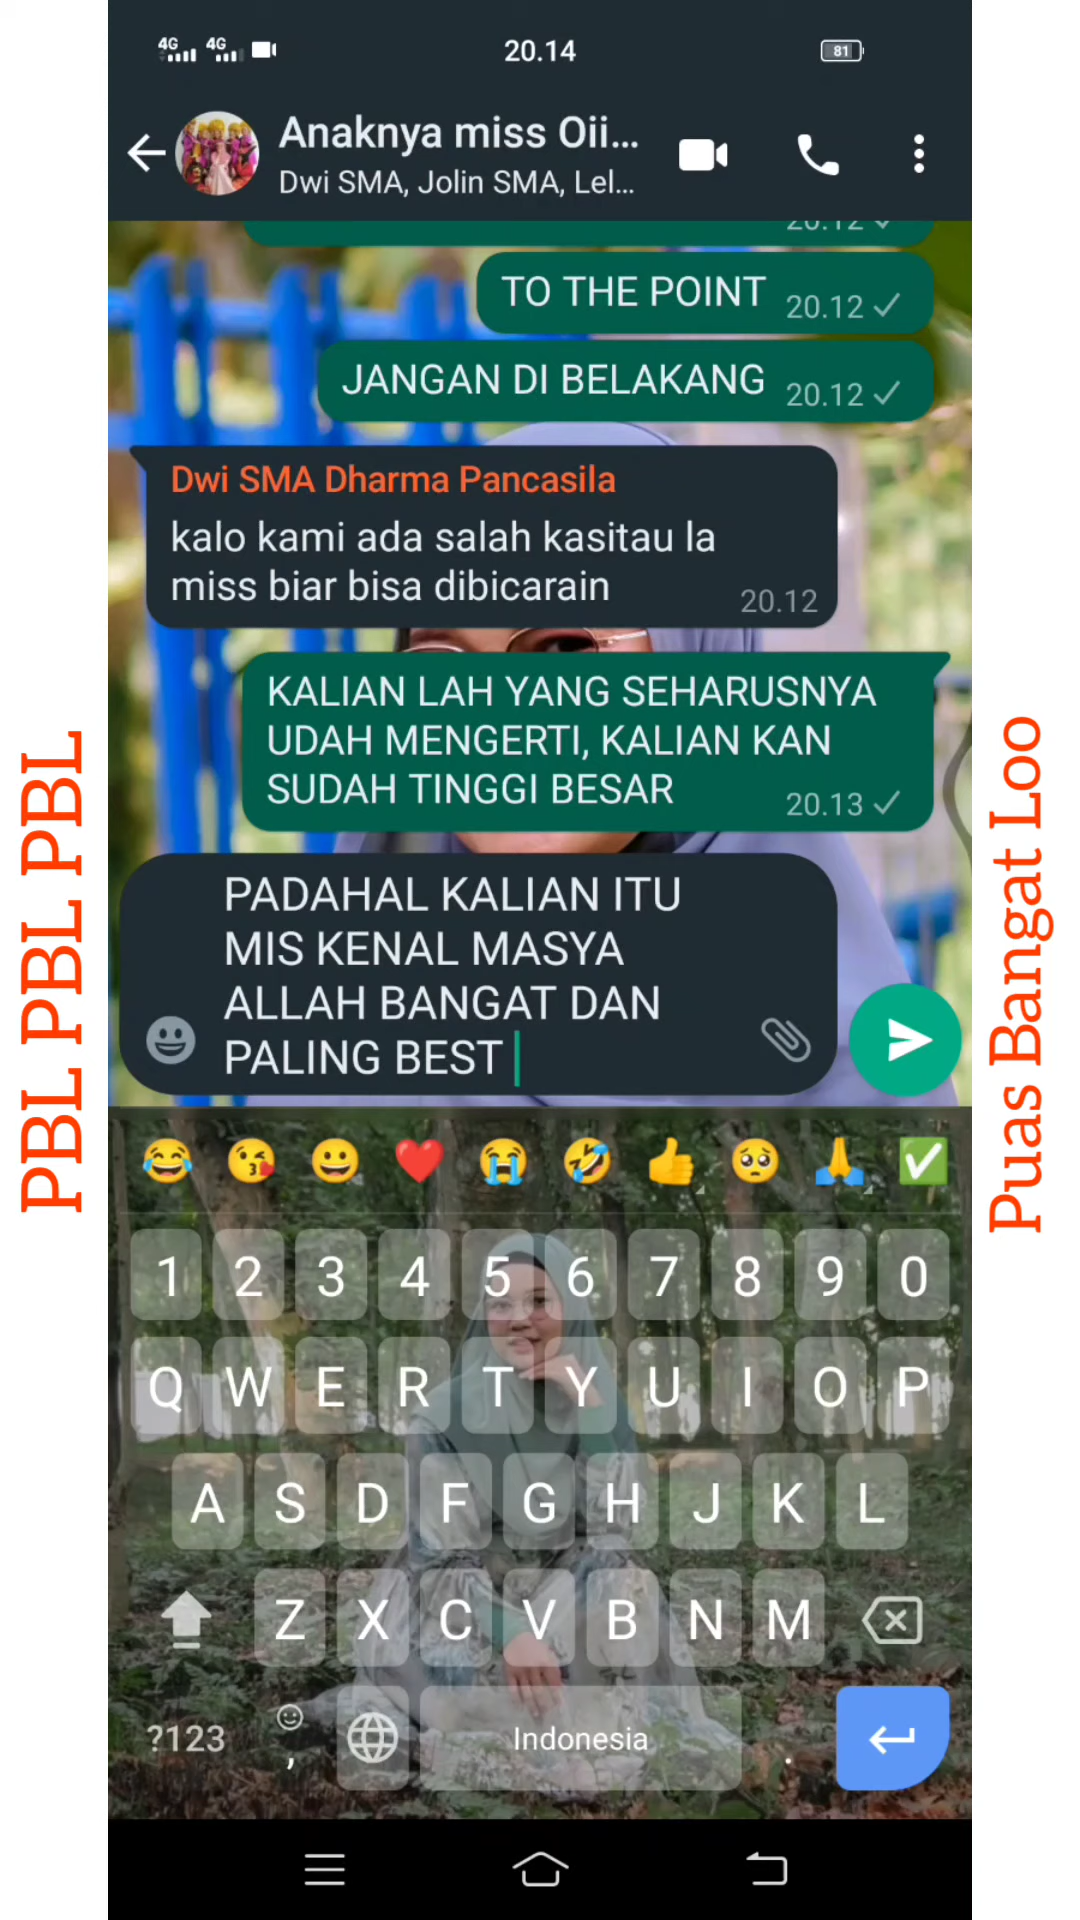 4G 4G 20.14 81
Anaknya miss Oii...
Dwi SMA, Jolin SMA, Lel...
20.12
TO THE POINT 20.12
JANGAN DI BELAKANG 20.12
Dwi SMA Dharma Pancasila
kalo kami ada salah kasitau la
miss biar bisa dibicarain
20.12
KALIAN LAH YANG SEHARUSNYA
UDAH MENGERTI, KALIAN KAN
SUDAH TINGGI BESAR
20.13
PADAHAL KALIAN ITU
MIS KENAL MASYA
ALLAH BANGAT DAN
PALING BEST
PBL PBL PBL
Puas Bangat Loo
1 2 3 4 5 6 7 8 9 0
Q W E R T Y U I O P
A S D F G H J K L
Z X C V B N M
?123 , Indonesia .